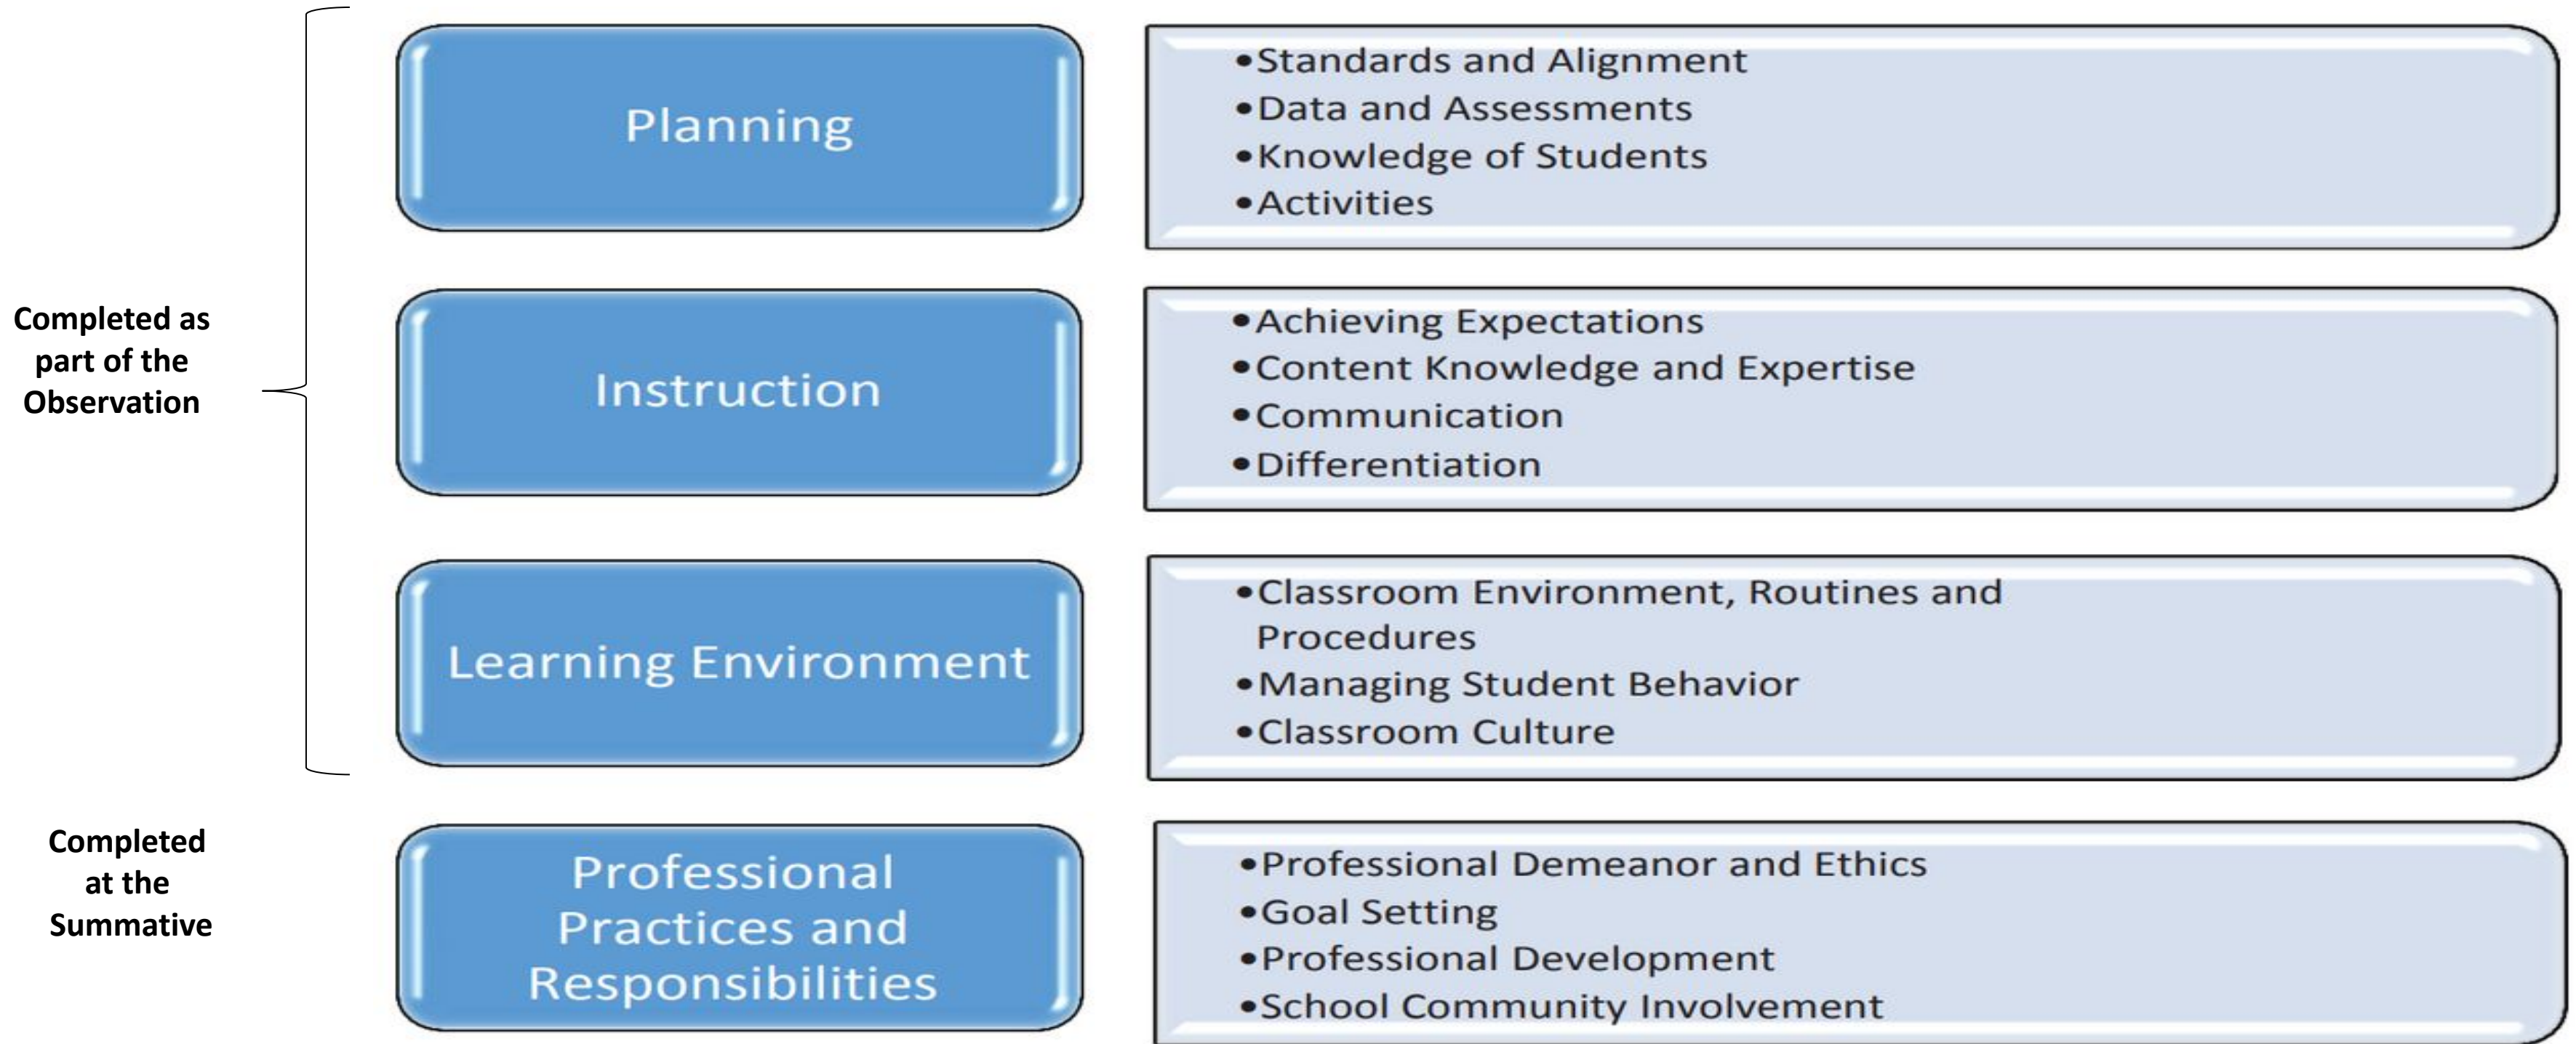 Completed as
part of the
Observation
Planning
•Standards and Alignment
•Data and Assessments
•Knowledge of Students
•Activities
Instruction
•Achieving Expectations
•Content Knowledge and Expertise
•Communication
•Differentiation
Learning Environment
•Classroom Environment, Routines and
Procedures
•Managing Student Behavior
•Classroom Culture
Completed
at the
Summative
Professional
Practices and
Responsibilities
•Professional Demeanor and Ethics
•Goal Setting
•Professional Development
•School Community Involvement